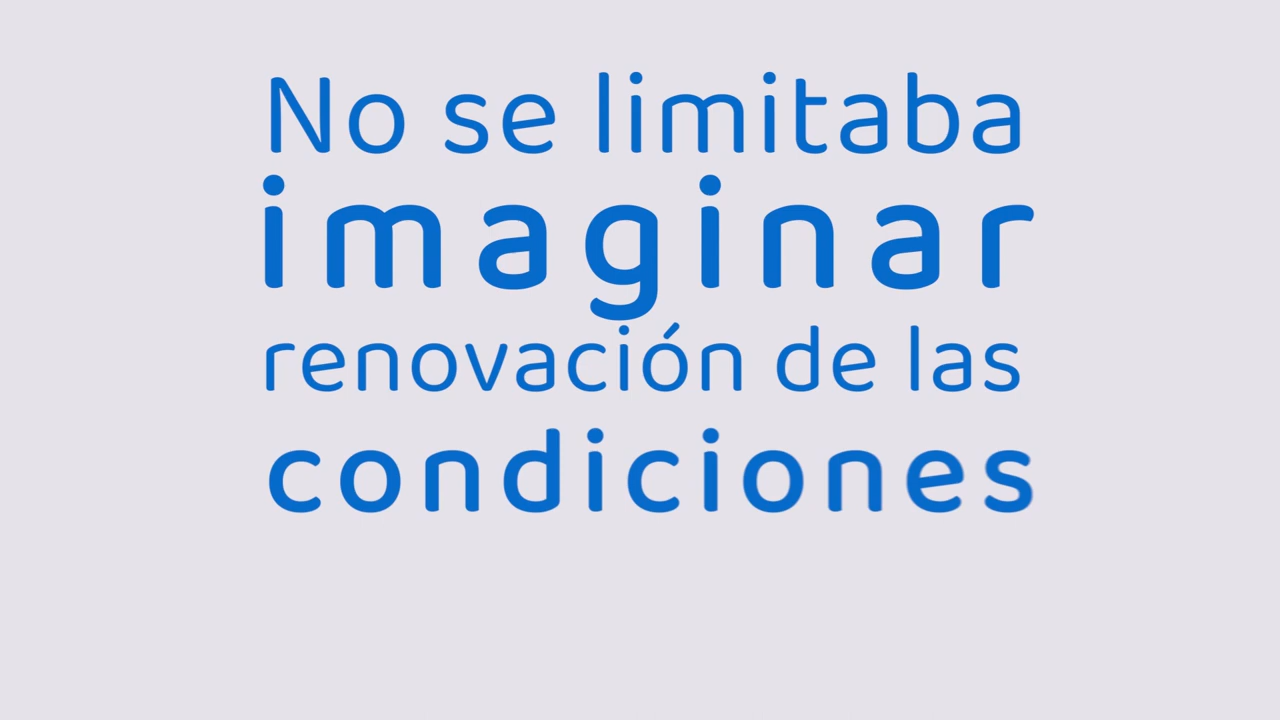 No se limitaba
imaginar
renovación de las
condiciones